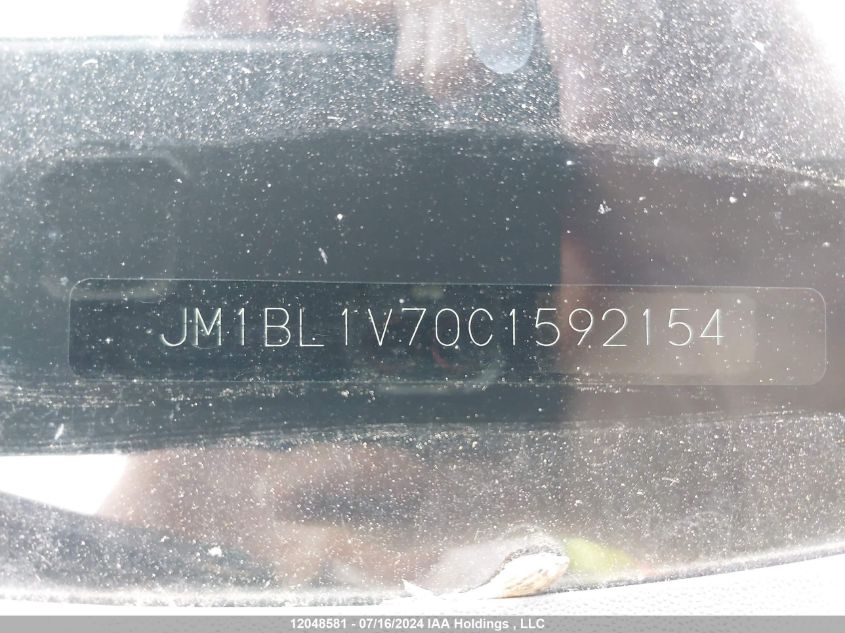 JM1BL1V70C1592154
12048581 - 07/16/2024 IAA Holdings , LLC